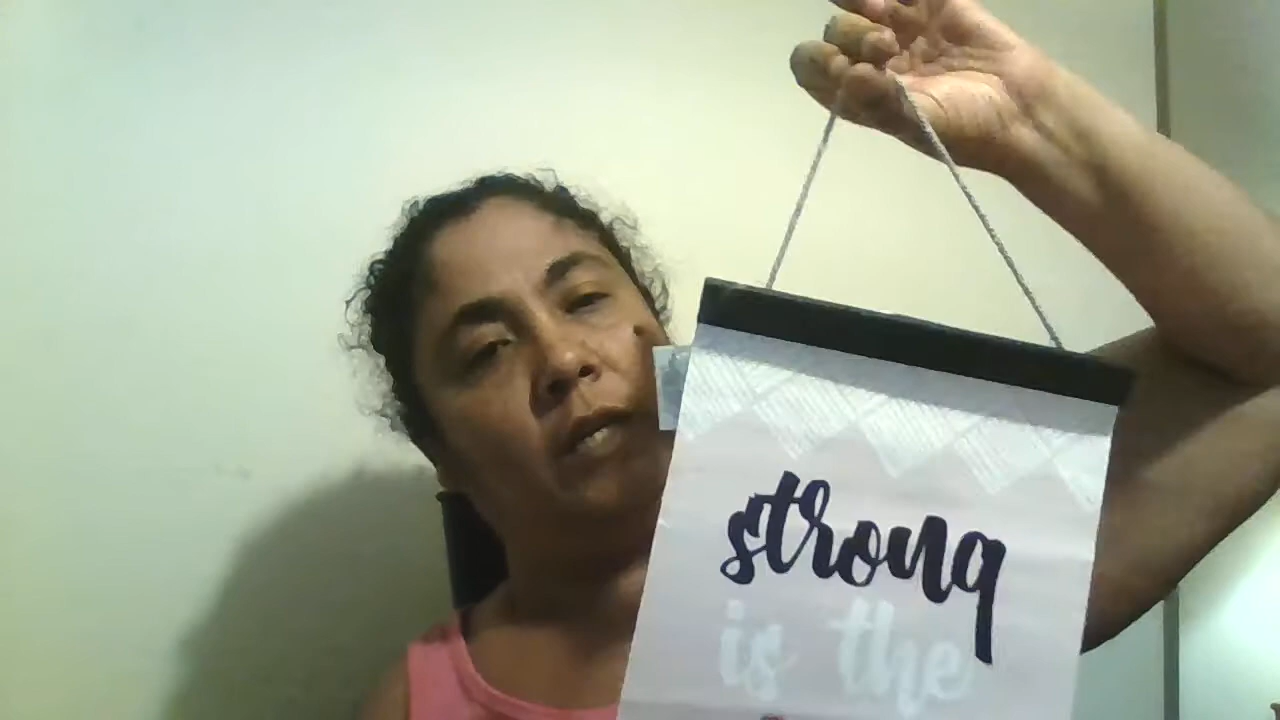 strong
is the